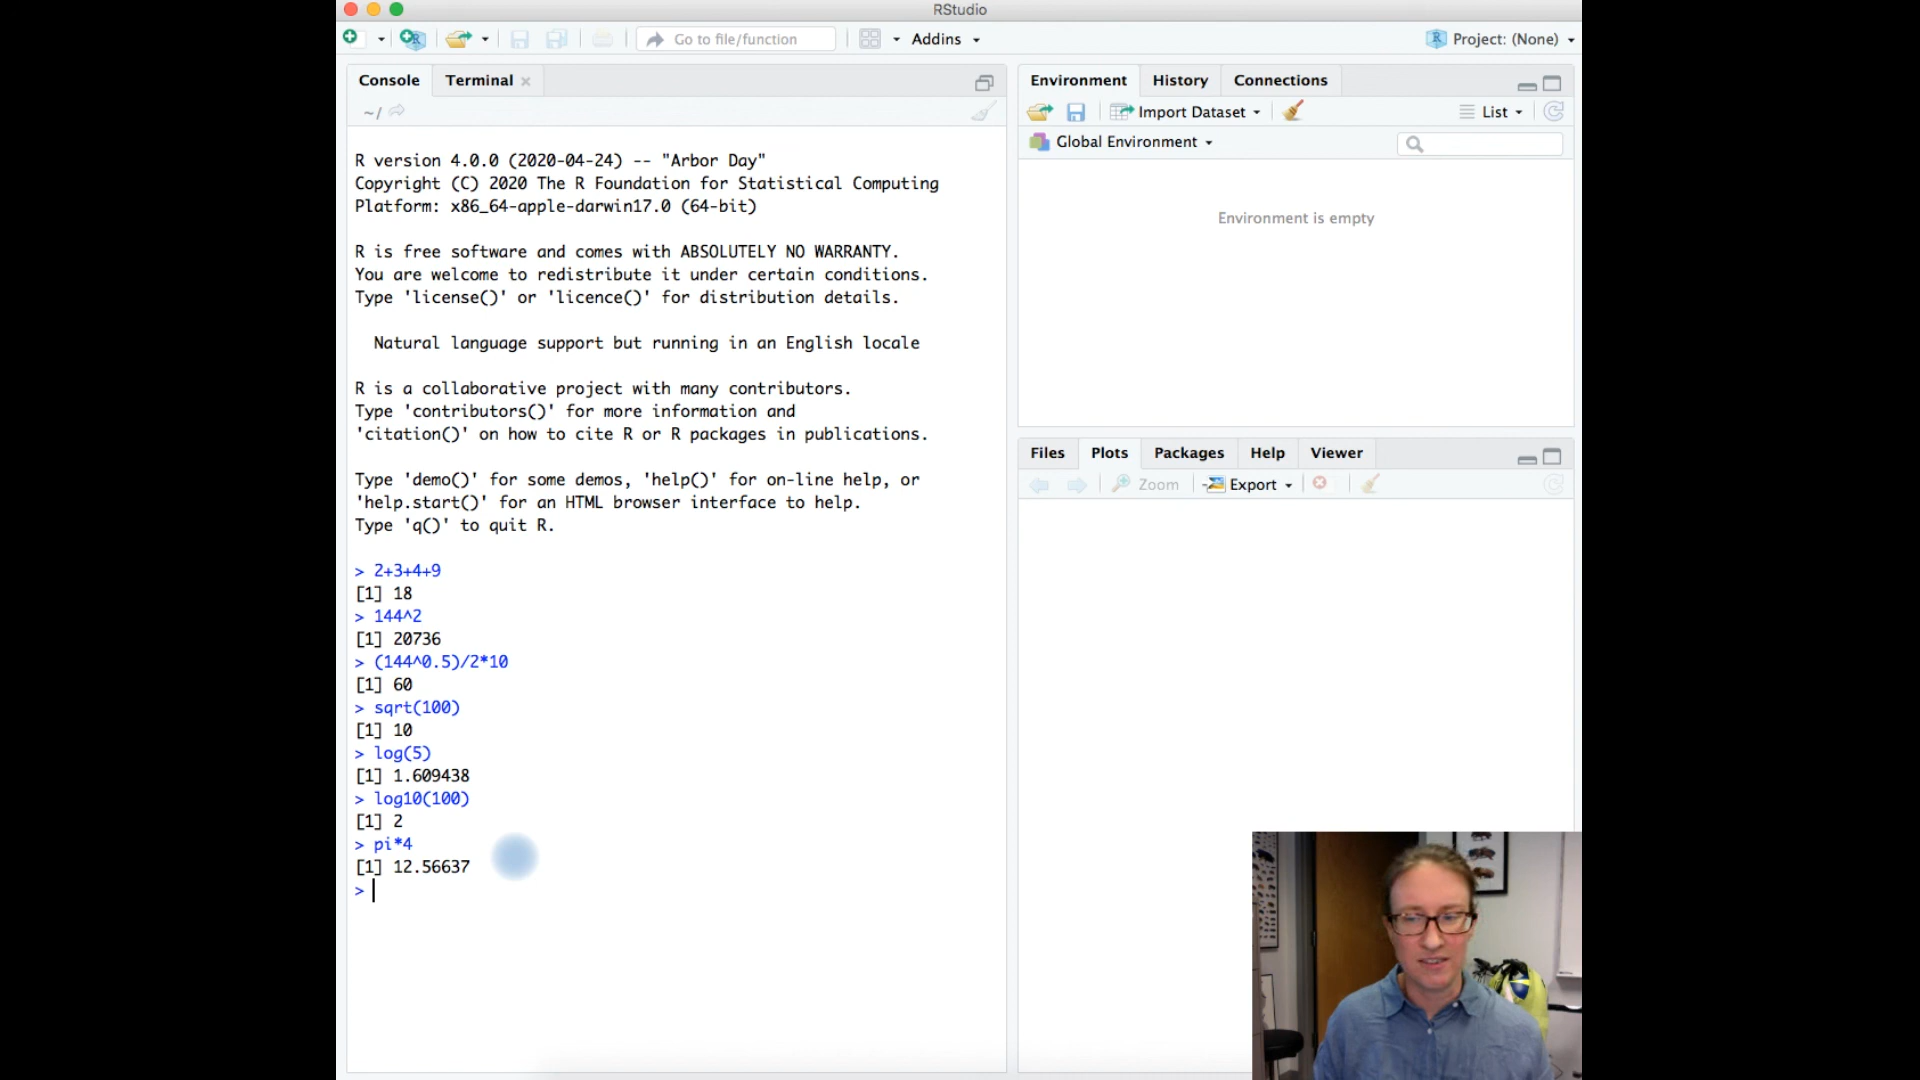 RStudio
Go to file/function
Addins
Project: (None)
Console
Terminal
~/
R version 4.0.0 (2020-04-24) -- "Arbor Day"
Copyright (C) 2020 The R Foundation for Statistical Computing
Platform: x86_64-apple-darwin17.0 (64-bit)
R is free software and comes with ABSOLUTELY NO WARRANTY.
You are welcome to redistribute it under certain conditions.
Type 'license()' or 'licence()' for distribution details.
Natural language support but running in an English locale
R is a collaborative project with many contributors.
Type 'contributors()' for more information and
'citation()' on how to cite R or R packages in publications.
Type 'demo()' for some demos, 'help()' for on-line help, or
'help.start()' for an HTML browser interface to help.
Type 'q()' to quit R.
> 2+3+4+9
[1] 18
> 144^2
[1] 20736
> (144^0.5)/2*10
[1] 60
> sqrt(100)
[1] 10
> log(5)
[1] 1.609438
> log10(100)
[1] 2
> pi*4
[1] 12.56637
>
Environment
History
Connections
Import Dataset
List
Global Environment
Environment is empty
Files
Plots
Packages
Help
Viewer
Zoom
Export